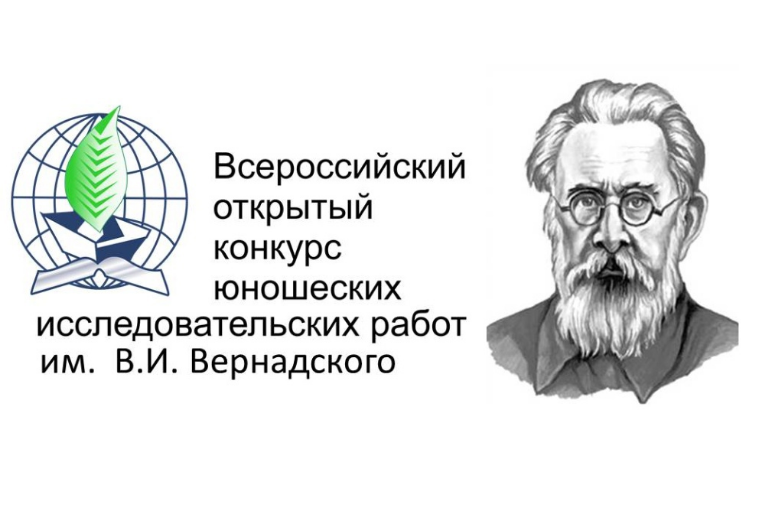 Всероссийский
открытый
конкурс
юношеских
исследовательских работ
им. В.И. Вернадского